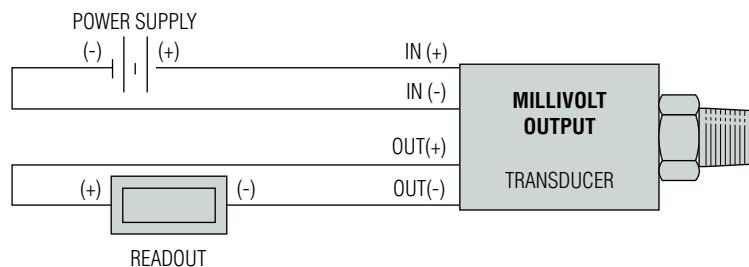 POWER SUPPLY
(-) (+)
IN (+)
IN (-)
MILLIVOLT
OUTPUT
TRANSDUCER
OUT(+)
OUT(-)
(+) (-)
READOUT